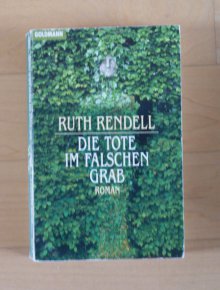 GOLDMANN
RUTH RENDELL
DIE TOTE
IM FALSCHEN
GRAB
ROMAN